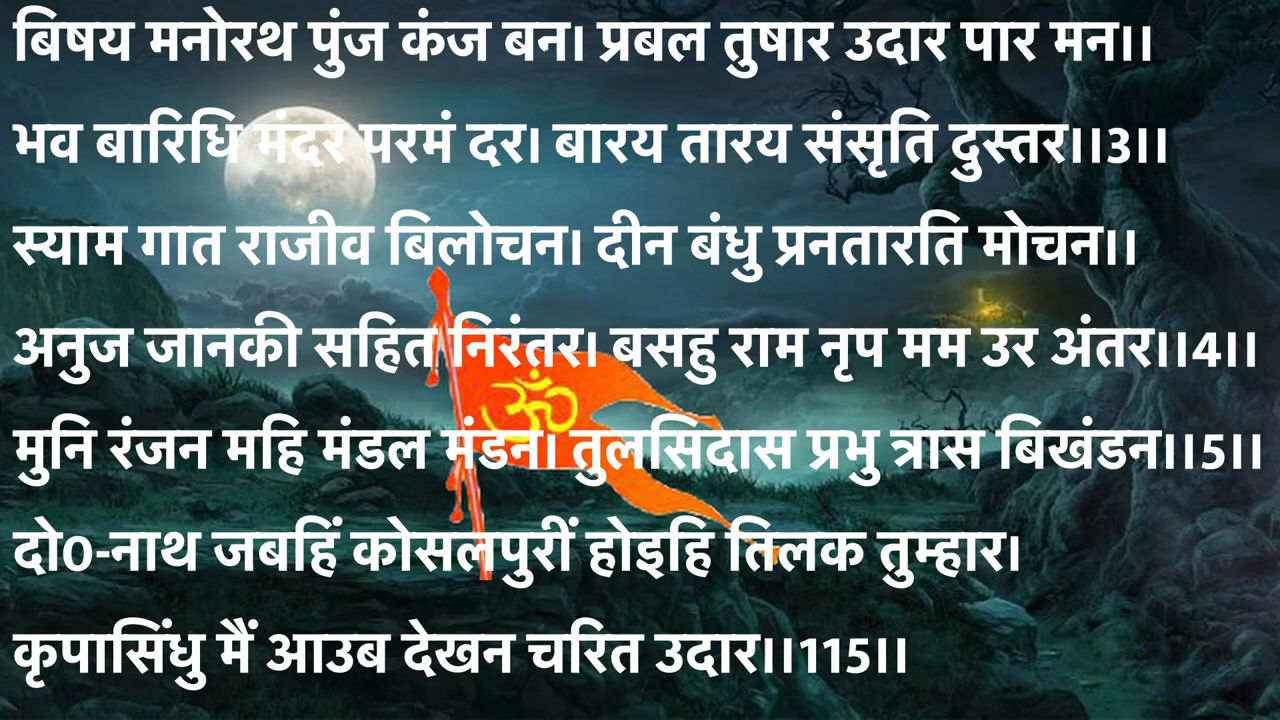 बिषय मनोरथ पुंज कंज बन। प्रबल तुषार उदार पार मन।।
भव बारिधि मंदर परमं दर। बारय तारय संसृति दुस्तर।।3।।
स्याम गात राजीव बिलोचन। दीन बंधु प्रनतारति मोचन।।
अनुज जानकी सहित निरंतर। बसहु राम नृप मम उर अंतर।।4।।
मुनि रंजन महि मंडल मंडन। तुलसिदास प्रभु त्रास बिखंडन।।5।।
दो0-नाथ जबहिं कोसलपुरीं होइहि तिलक तुम्हार।
कृपासिंधु मैं आउब देखन चरित उदार।।115।।
ॐ